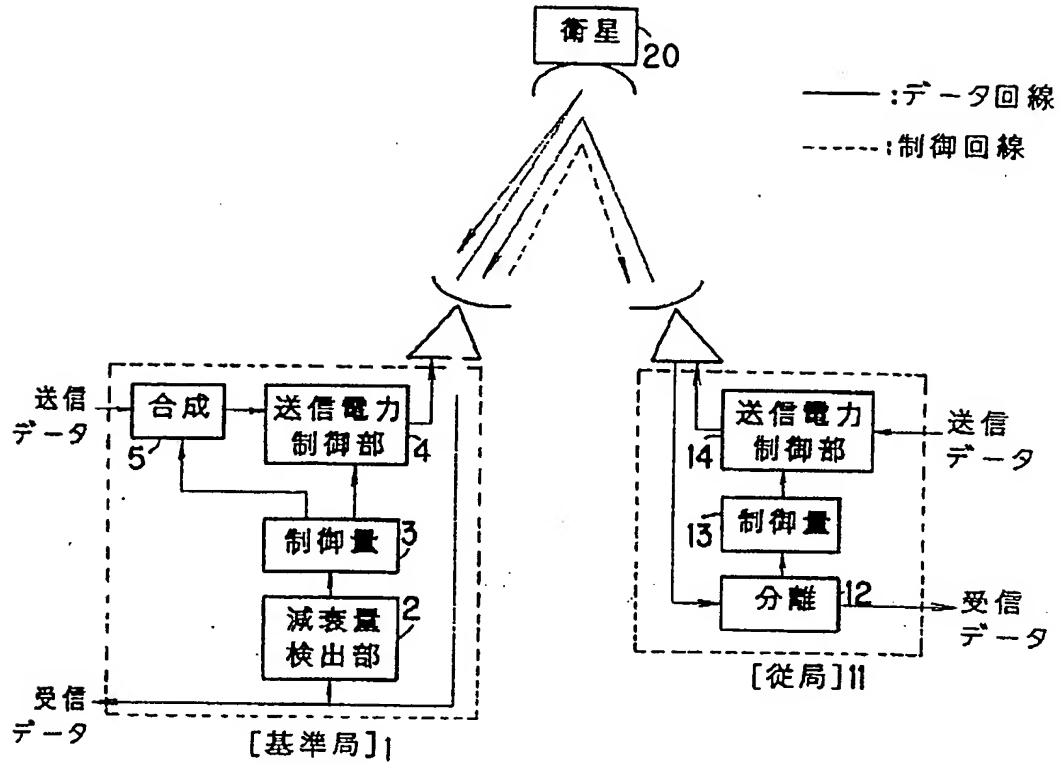 衛星
20
:データ回線
:制御回線
送信
データ
合成
5
送信電力
制御部
4
制御量
3
減衰量
検出部
2
受信
データ
[基準局]1
送信電力
制御部
14
送信
データ
制御量
13
分離
12
受信
データ
[従局]11